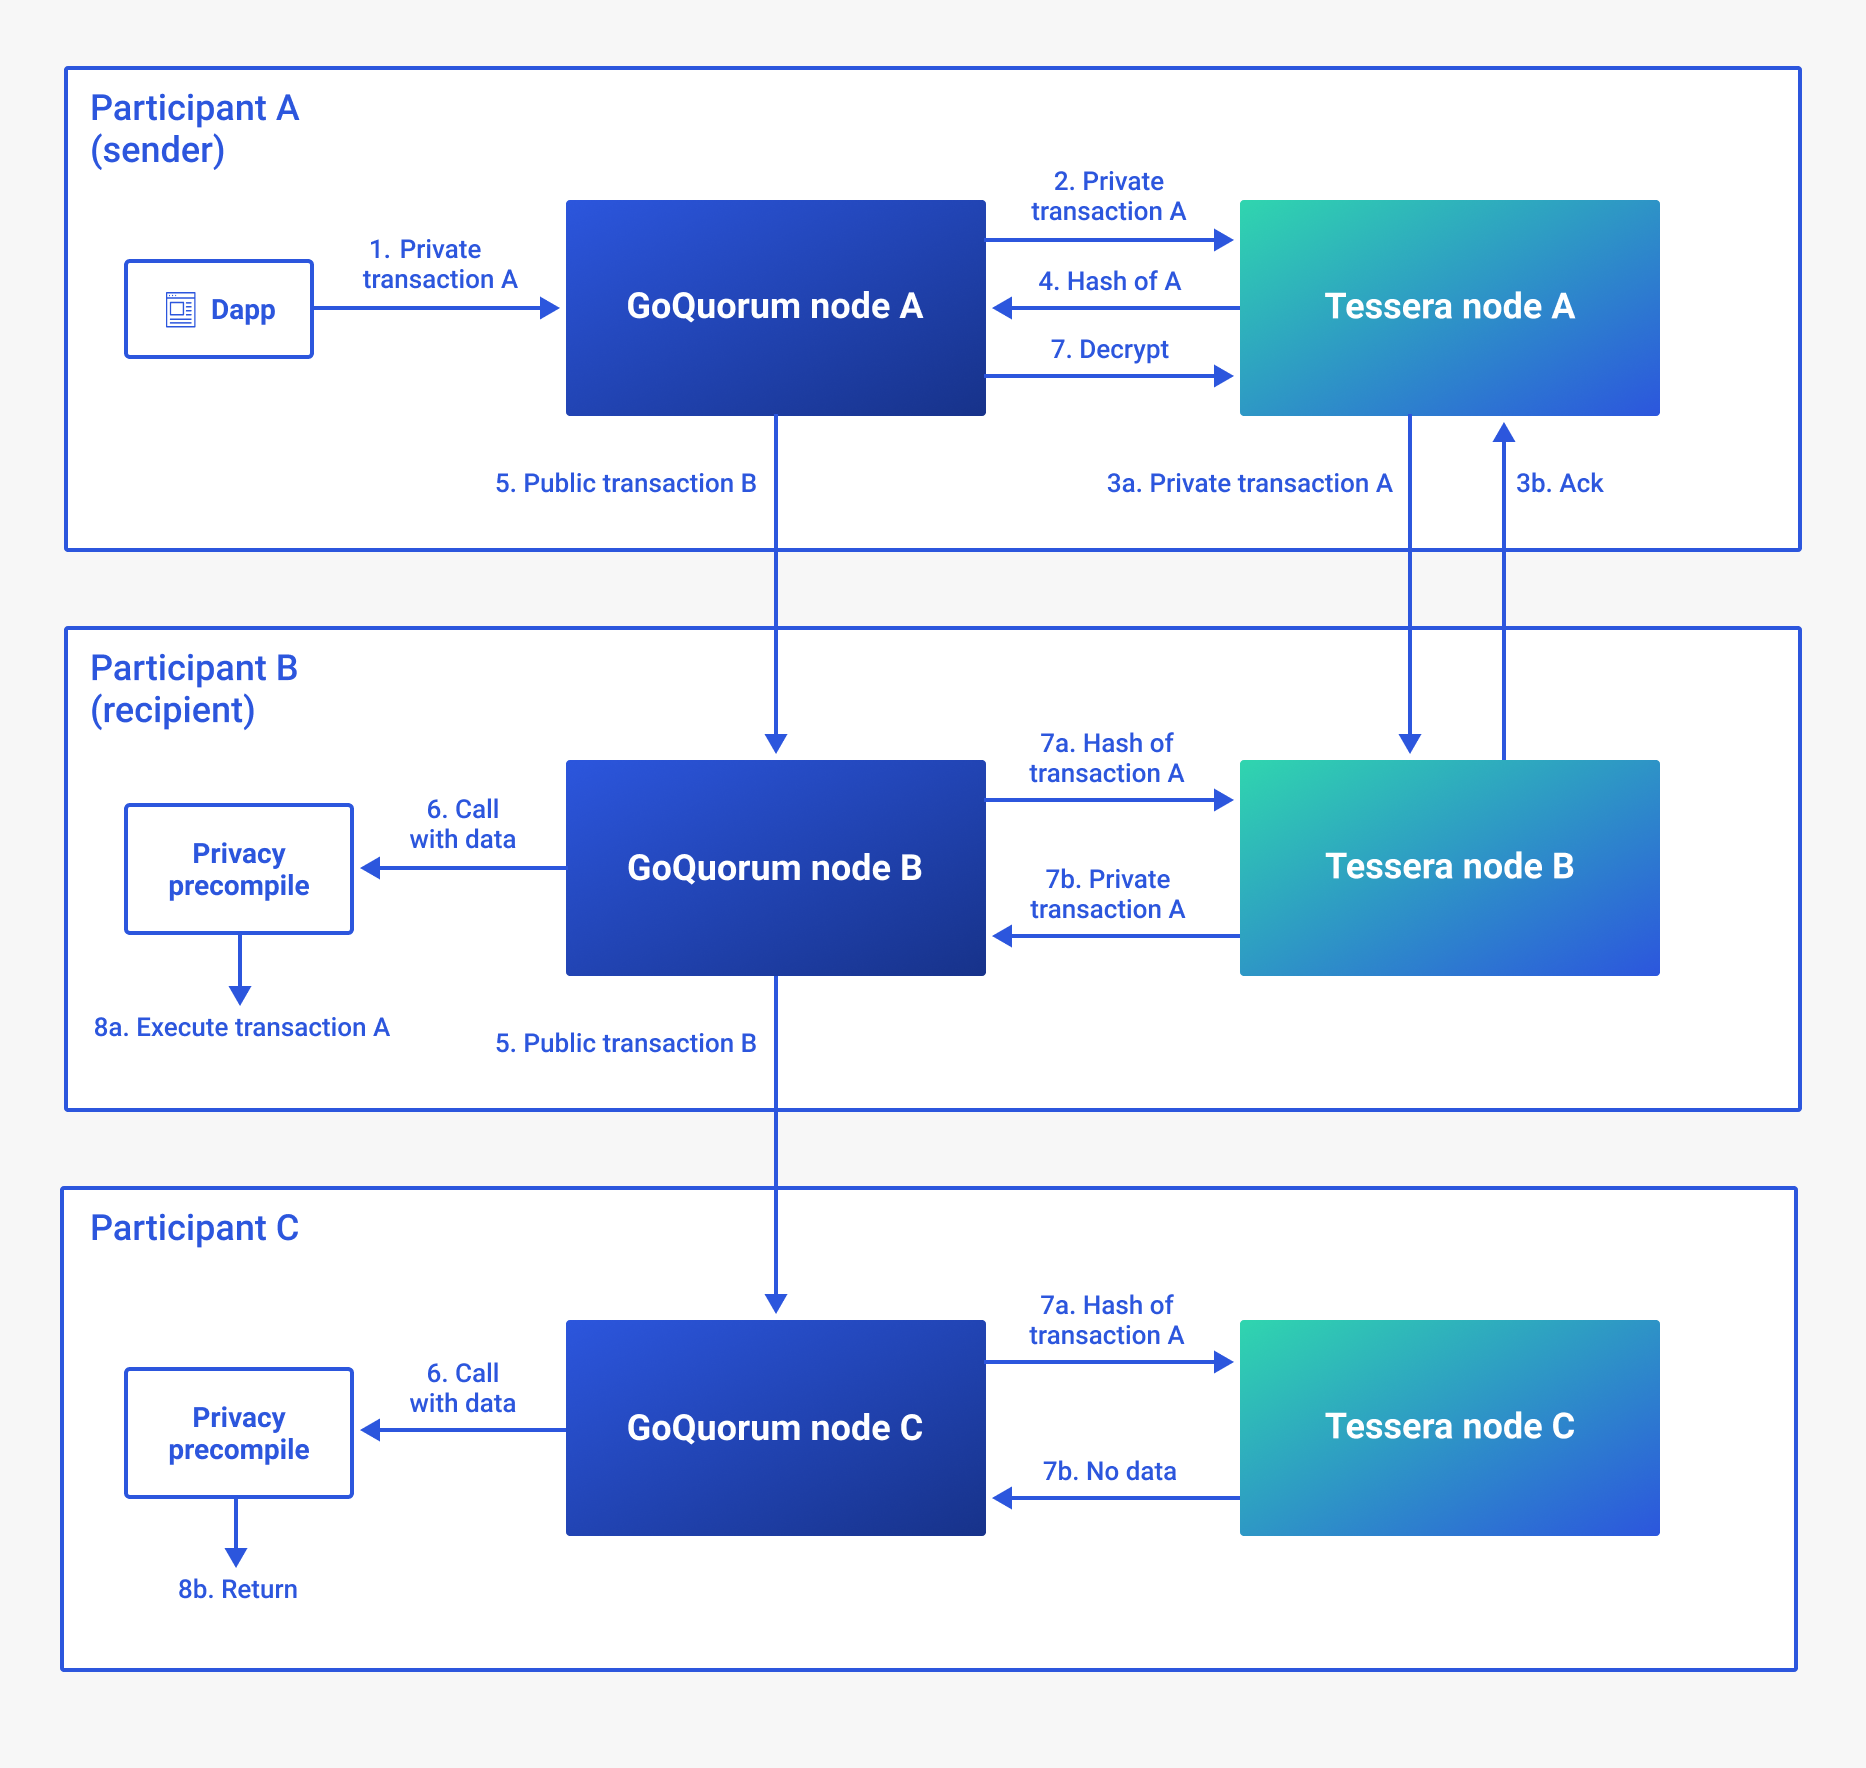 Participant A
(sender)
2. Private
transaction A
1. Private
transaction A
Dapp
GoQuorum node A
4. Hash of A
Tessera node A
7. Decrypt
5. Public transaction B
3a. Private transaction A
3b. Ack
Participant B
(recipient)
7a. Hash of
transaction A
6. Call
with data
Privacy
precompile
GoQuorum node B
Tessera node B
7b. Private
transaction A
8a. Execute transaction A
5. Public transaction B
Participant C
7a. Hash of
transaction A
6. Call
with data
Privacy
precompile
GoQuorum node C
Tessera node C
7b. No data
8b. Return